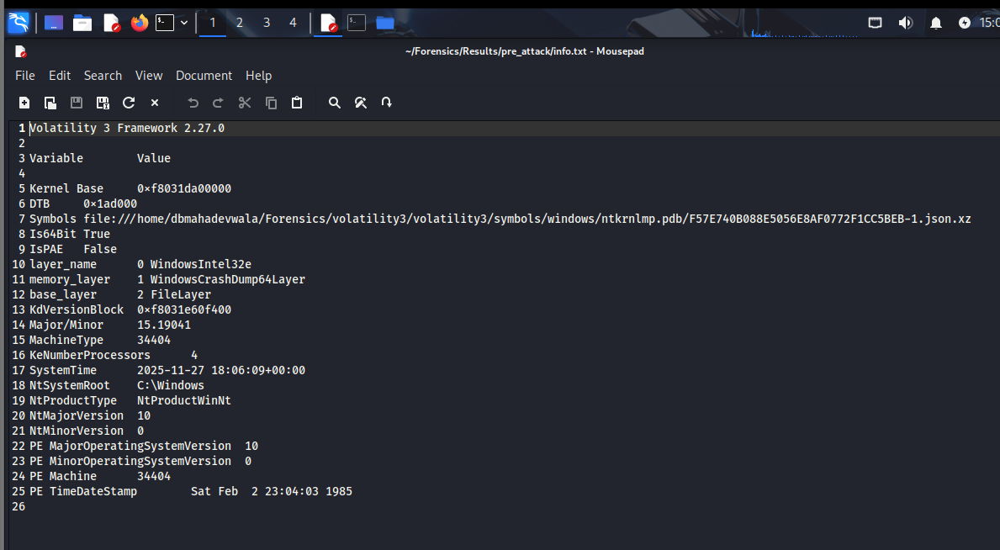 1 2 3 4 15:0
~/Forensics/Results/pre_attack/info.txt - Mousepad
File Edit Search View Document Help
1 Volatility 3 Framework 2.27.0
2
3 Variable Value
4
5 Kernel Base 0xf8031da00000
6 DTB 0x1ad000
7 Symbols file:///home/dbmahadevwala/Forensics/volatility3/volatility3/symbols/windows/ntkrnlmp.pdb/F57E740B088E5056E8AF0772F1CC5BEB-1.json.xz
8 Is64Bit True
9 IsPAE False
10 layer_name 0 WindowsIntel32e
11 memory_layer 1 WindowsCrashDump64Layer
12 base_layer 2 FileLayer
13 KdVersionBlock 0xf8031e60f400
14 Major/Minor 15.19041
15 MachineType 34404
16 KeNumberProcessors 4
17 SystemTime 2025-11-27 18:06:09+00:00
18 NtSystemRoot C:\Windows
19 NtProductType NtProductWinNt
20 NtMajorVersion 10
21 NtMinorVersion 0
22 PE MajorOperatingSystemVersion 10
23 PE MinorOperatingSystemVersion 0
24 PE Machine 34404
25 PE TimeDateStamp Sat Feb 2 23:04:03 1985
26